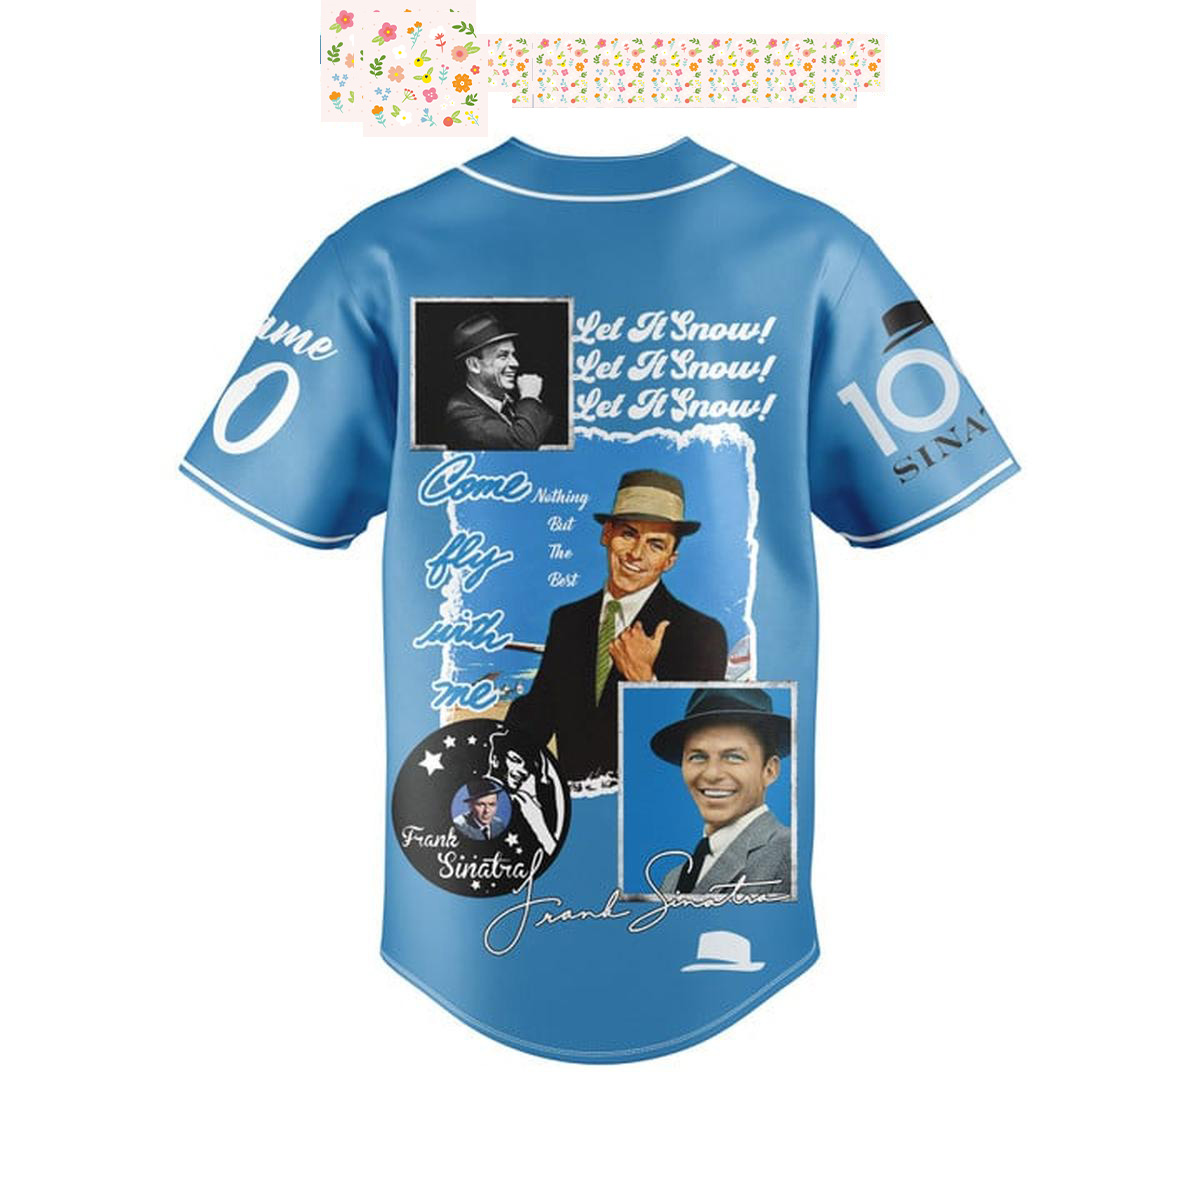 Let It Snow!
Let It Snow!
Let It Snow!
Come
fly
with
me
Nothing
But
The
Best
Frank
Sinatra
Frank Sinatra
ame
0
10
SINA